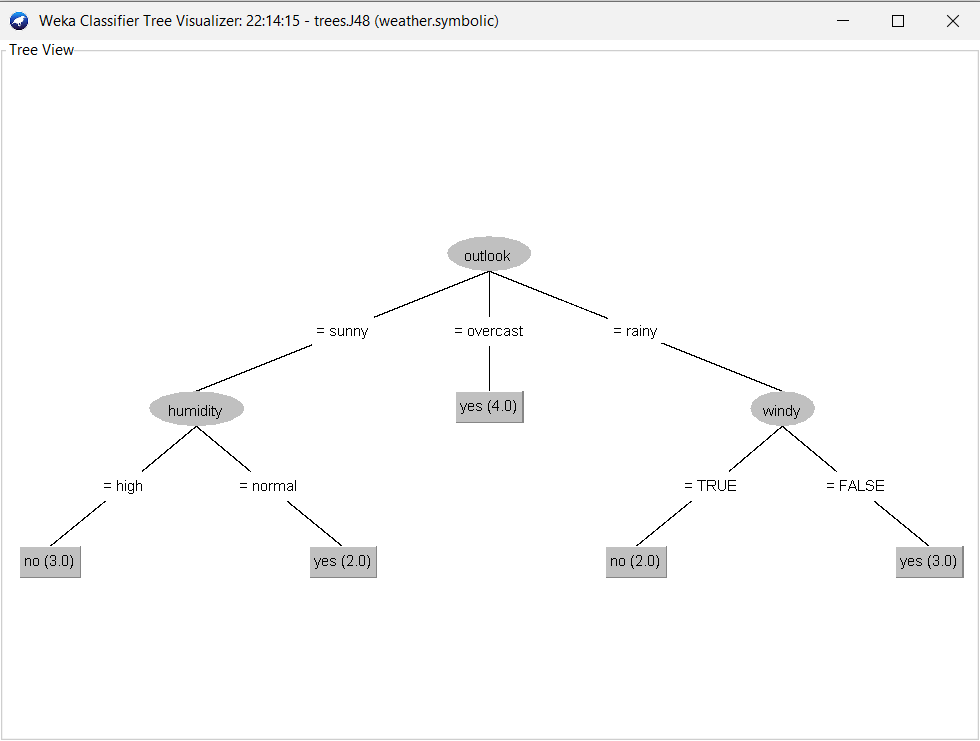 Weka Classifier Tree Visualizer: 22:14:15 - trees.J48 (weather.symbolic)
Tree View
outlook
= sunny
= overcast
= rainy
humidity
yes (4.0)
windy
= high
= normal
= TRUE
= FALSE
no (3.0)
yes (2.0)
no (2.0)
yes (3.0)